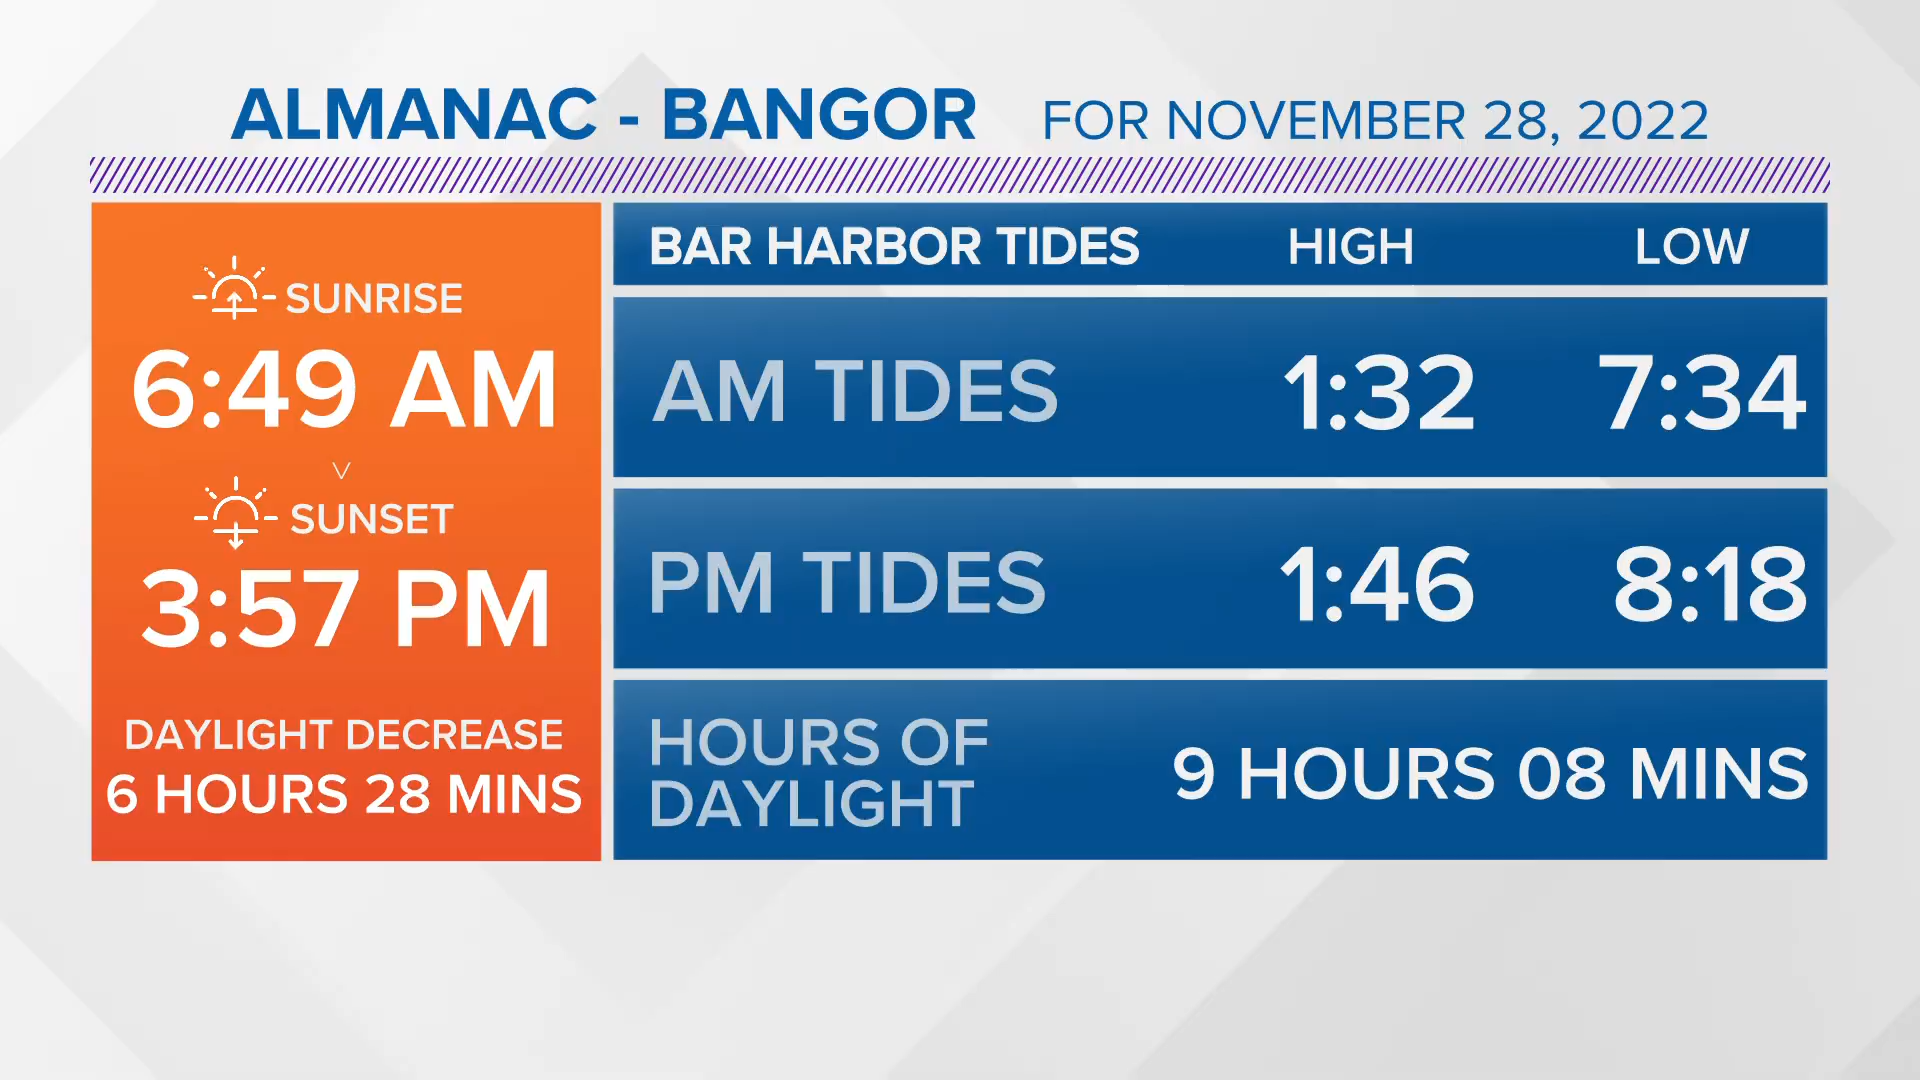 ALMANAC - BANGOR FOR NOVEMBER 28, 2022
SUNRISE
6:49 AM
SUNSET
3:57 PM
DAYLIGHT DECREASE
6 HOURS 28 MINS
BAR HARBOR TIDES HIGH LOW
AM TIDES 1:32 7:34
PM TIDES 1:46 8:18
HOURS OF
DAYLIGHT
9 HOURS 08 MINS